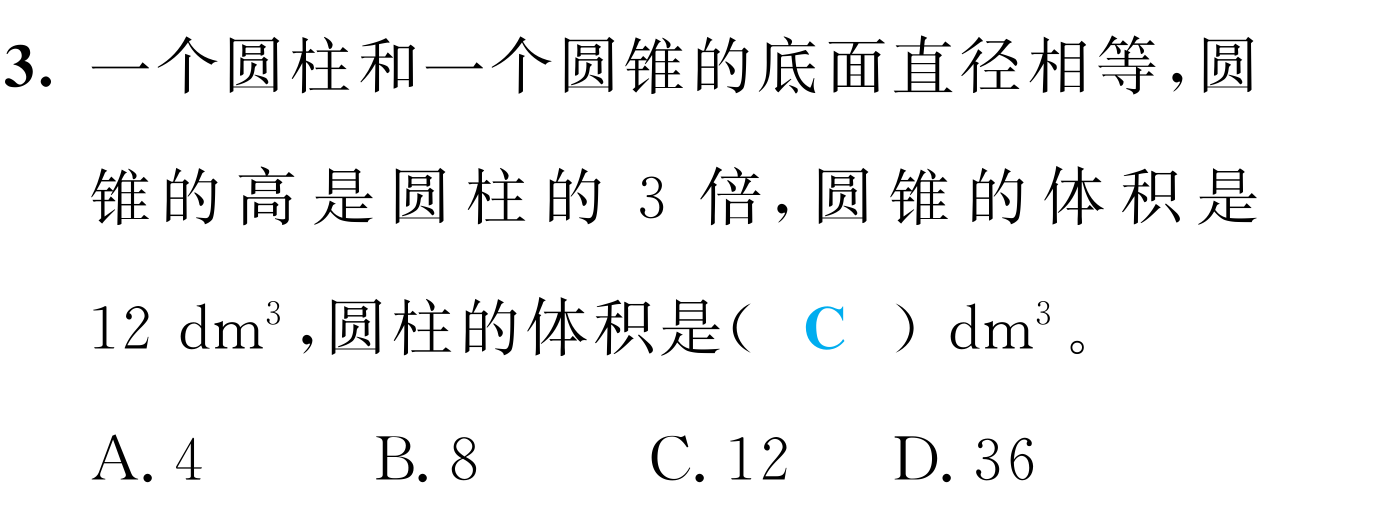 3. 一个圆柱和一个圆锥的底面直径相等,圆
锥的高是圆柱的 3 倍,圆锥的体积是
12 dm³,圆柱的体积是( C ) dm³。
A. 4 B. 8 C. 12 D. 36